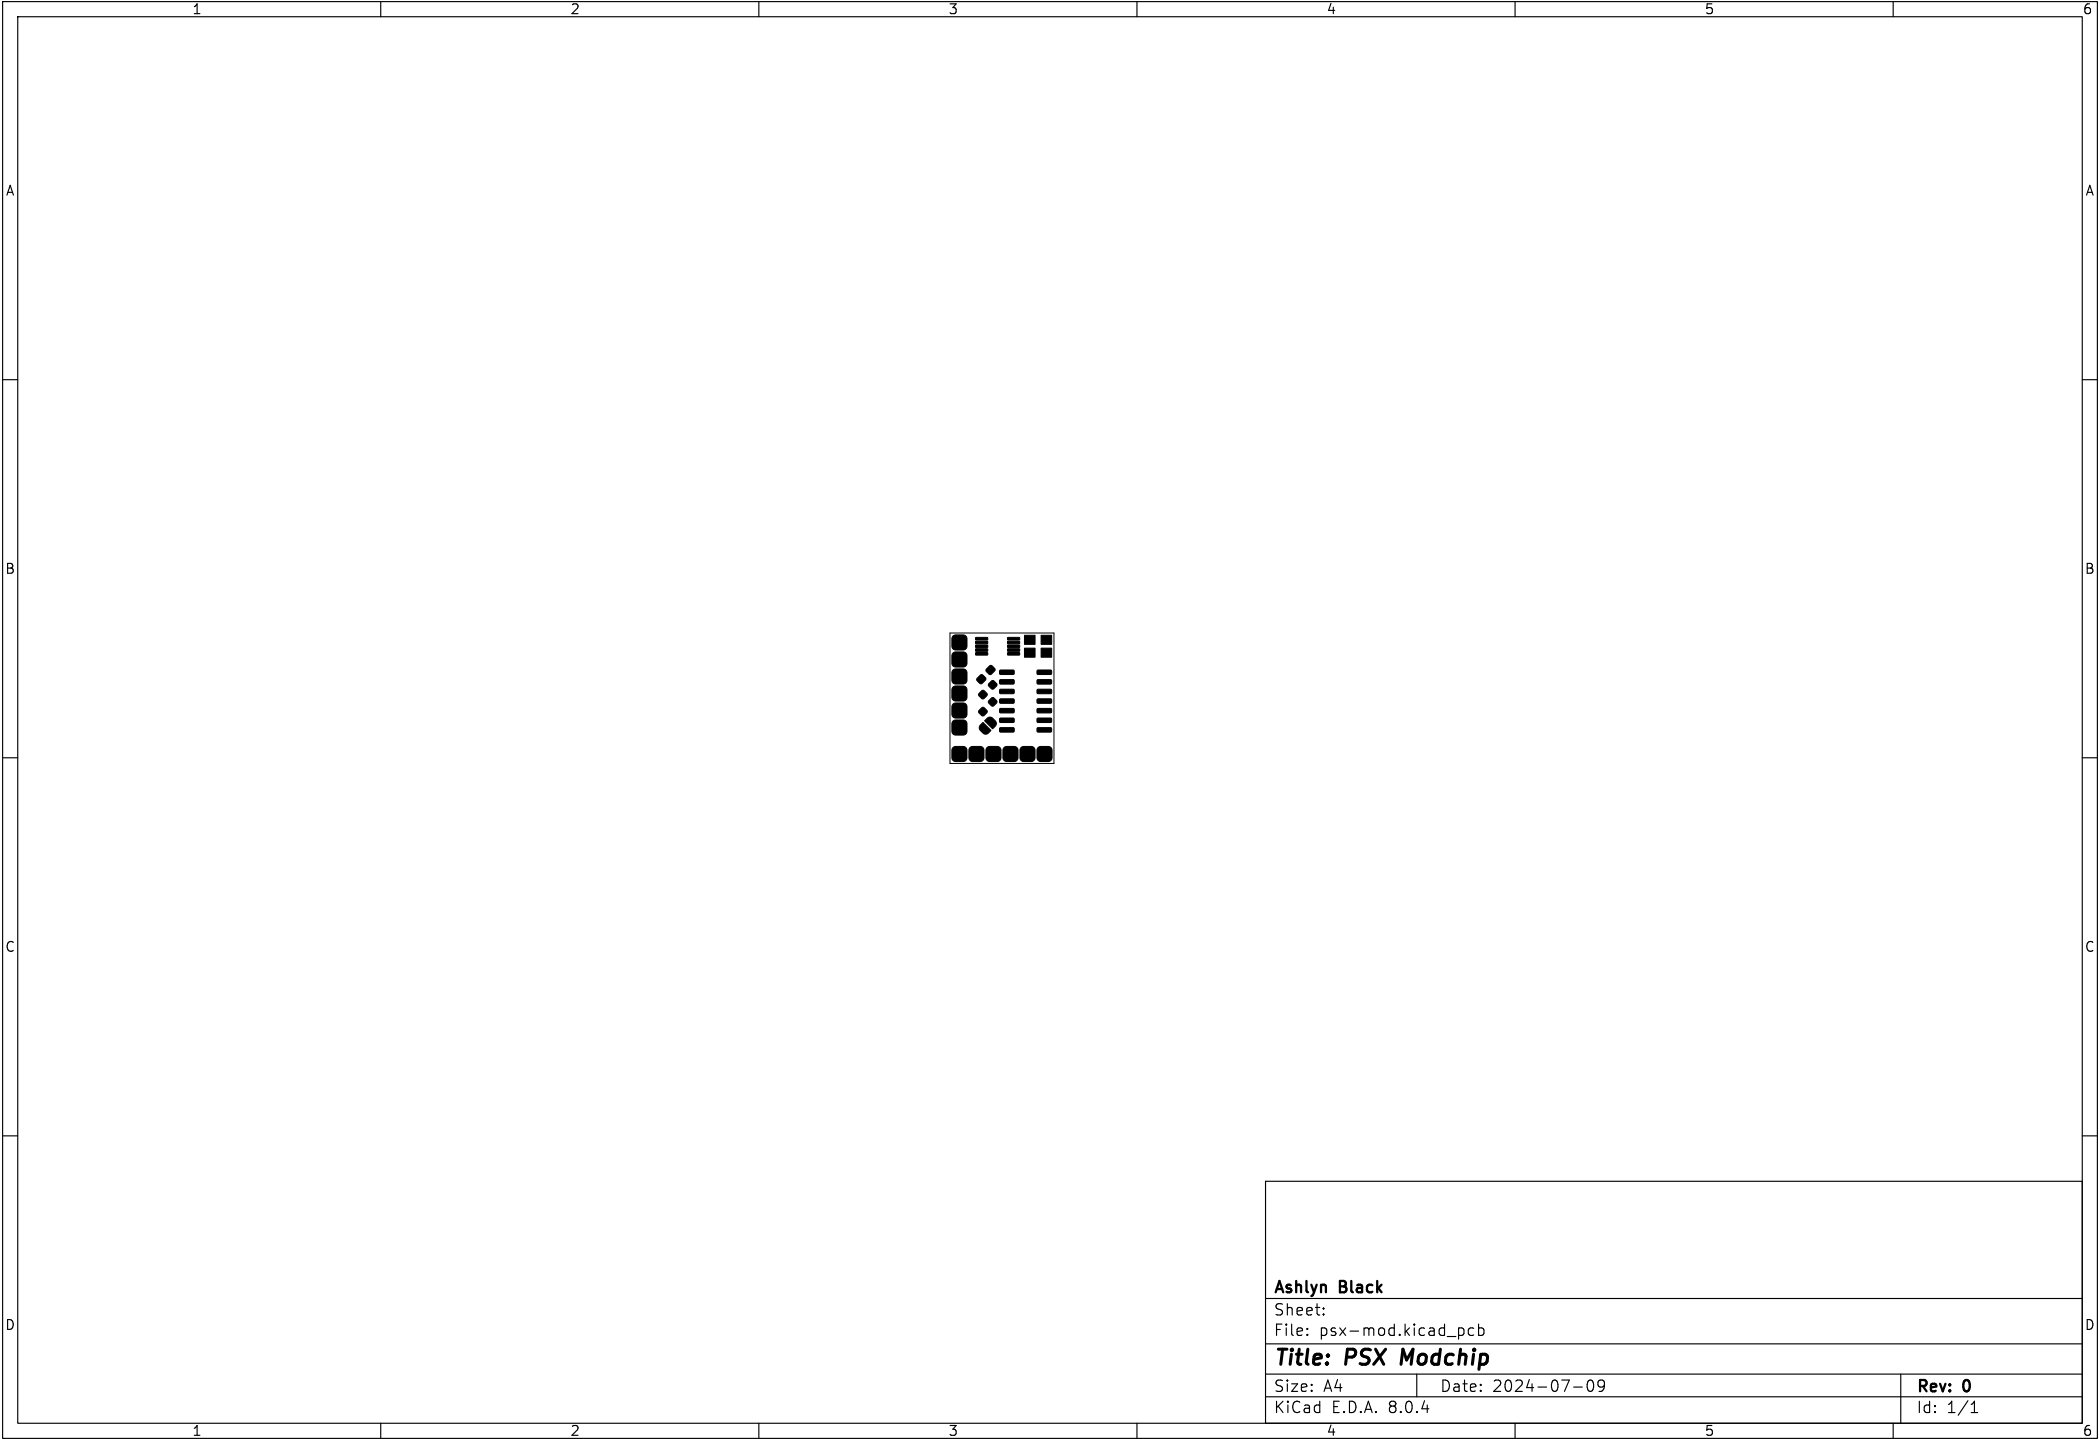 1 2 3 4 5 6
A A
B B
C C
Ashlyn Black
Sheet:
D D
File: psx-mod.kicad_pcb
Title: PSX Modchip
Size: A4 Date: 2024-07-09 Rev: 0
KiCad E.D.A. 8.0.4 Id: 1/1
1 2 3 4 5 6